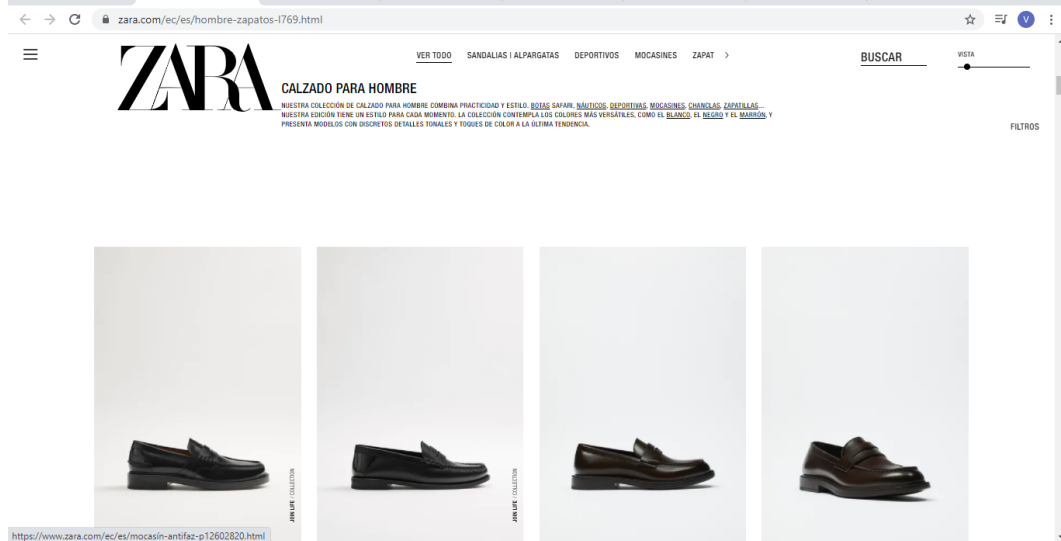 zara.com/ec/es/hombre-zapatos-l769.html
V
ZARA
VER TODO SANDALIAS | ALPARGATAS DEPORTIVOS MOCASINES ZAPAT >
BUSCAR
VISTA
CALZADO PARA HOMBRE
NUESTRA COLECCIÓN DE CALZADO PARA HOMBRE COMBINA PRACTICIDAD Y ESTILO. BOTAS SAFARI, NÁUTICOS, DEPORTIVAS, MOCASINES, CHANCLAS, ZAPATILLAS...
NUESTRA EDICIÓN TIENE UN ESTILO PARA CADA MOMENTO. LA COLECCIÓN CONTEMPLA LOS COLORES MÁS VERSÁTILES, COMO EL BLANCO, EL NEGRO Y EL MARRÓN, Y
PRESENTA MODELOS CON DISCRETOS DETALLES TONALES Y TOQUES DE COLOR A LA ÚLTIMA TENDENCIA.
FILTROS
JOIN LIFE / COLLECTION
JOIN LIFE / COLLECTION
https://www.zara.com/ec/es/mocasín-antifaz-p12602820.html